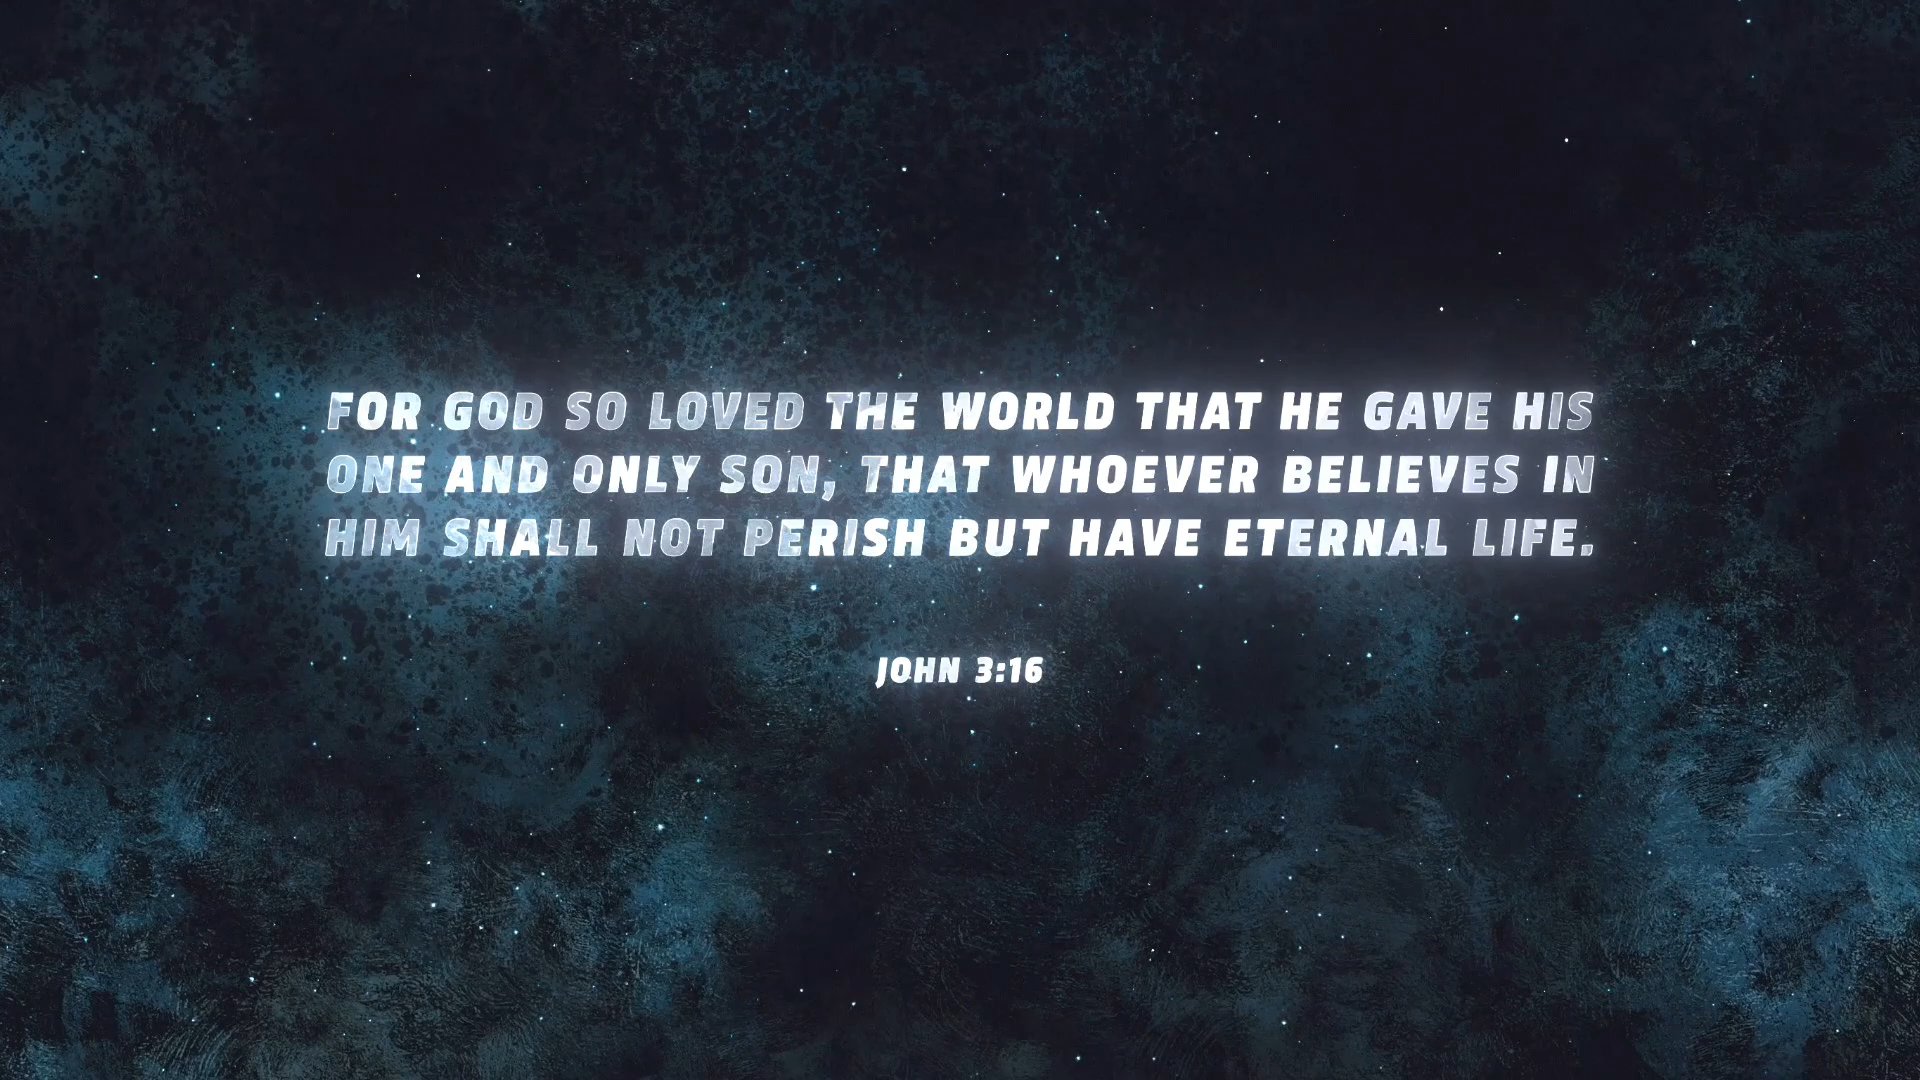 FOR GOD SO LOVED THE WORLD THAT HE GAVE HIS
ONE AND ONLY SON, THAT WHOEVER BELIEVES IN
HIM SHALL NOT PERISH BUT HAVE ETERNAL LIFE.
JOHN 3:16